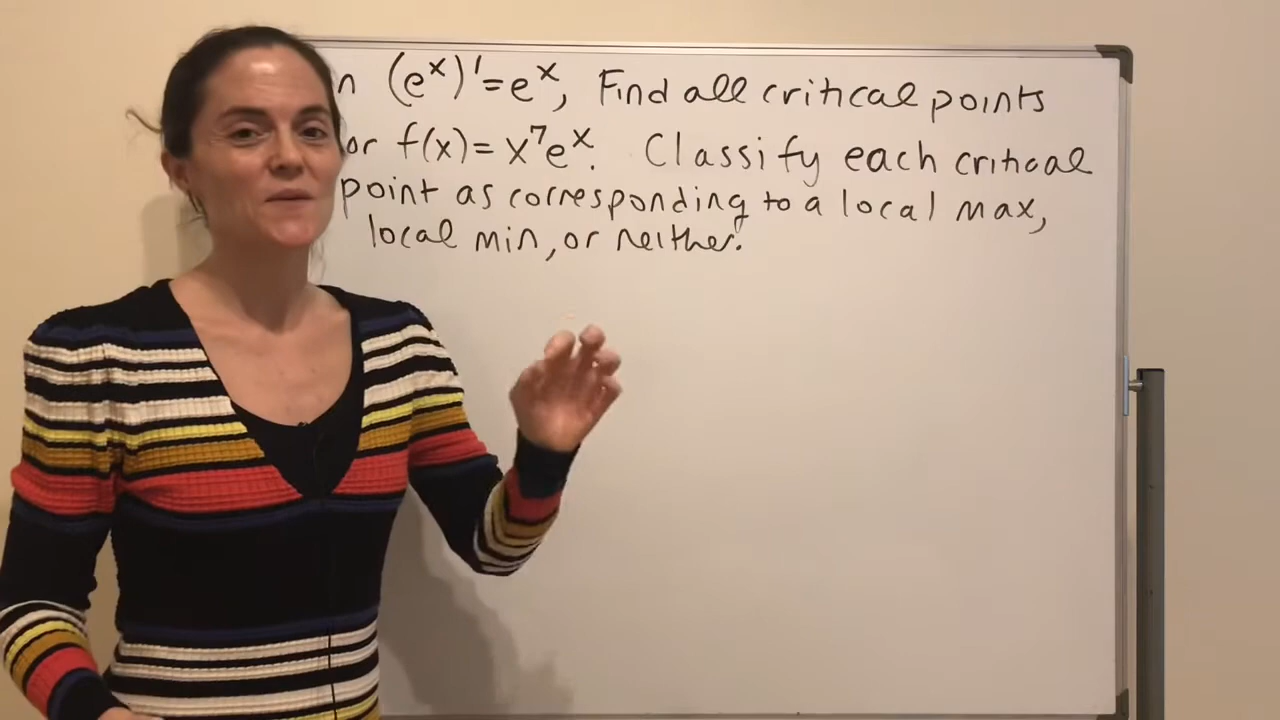 n (eˣ)'=eˣ, Find all critical points
or f(x)= x⁷eˣ. Classify each critical
point as corresponding to a local max,
local min, or neither.